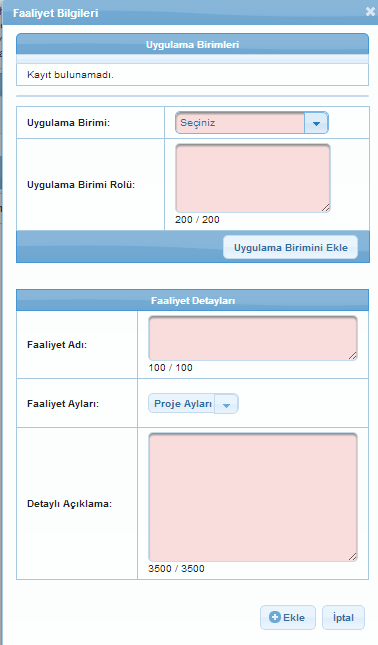 Faaliyet Bilgileri
Uygulama Birimleri
Kayıt bulunamadı.
Uygulama Birimi:
Seçiniz
Uygulama Birimi Rolü:
200 / 200
Uygulama Birimini Ekle
Faaliyet Detayları
Faaliyet Adı:
100 / 100
Faaliyet Ayları:
Proje Ayları
Detaylı Açıklama:
3500 / 3500
Ekle
İptal